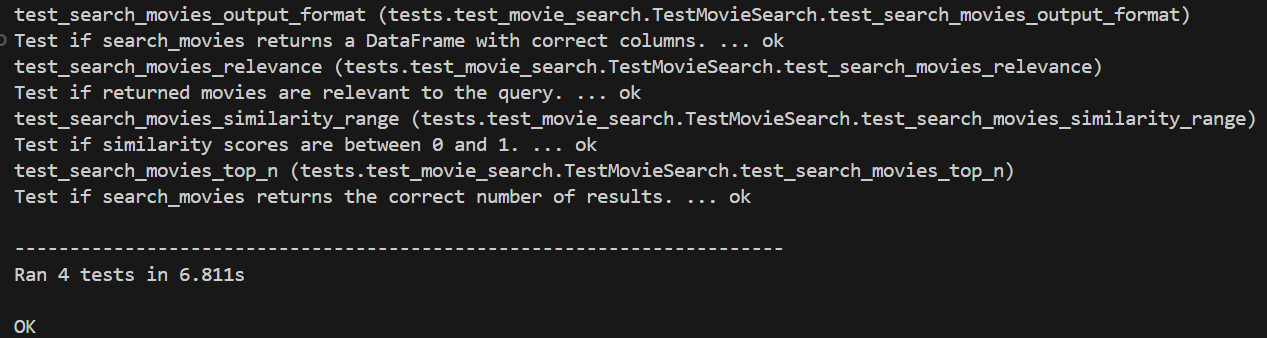 test_search_movies_output_format (tests.test_movie_search.TestMovieSearch.test_search_movies_output_format)
Test if search_movies returns a DataFrame with correct columns. ... ok
test_search_movies_relevance (tests.test_movie_search.TestMovieSearch.test_search_movies_relevance)
Test if returned movies are relevant to the query. ... ok
test_search_movies_similarity_range (tests.test_movie_search.TestMovieSearch.test_search_movies_similarity_range)
Test if similarity scores are between 0 and 1. ... ok
test_search_movies_top_n (tests.test_movie_search.TestMovieSearch.test_search_movies_top_n)
Test if search_movies returns the correct number of results. ... ok
----------------------------------------------------------------------
Ran 4 tests in 6.811s
OK